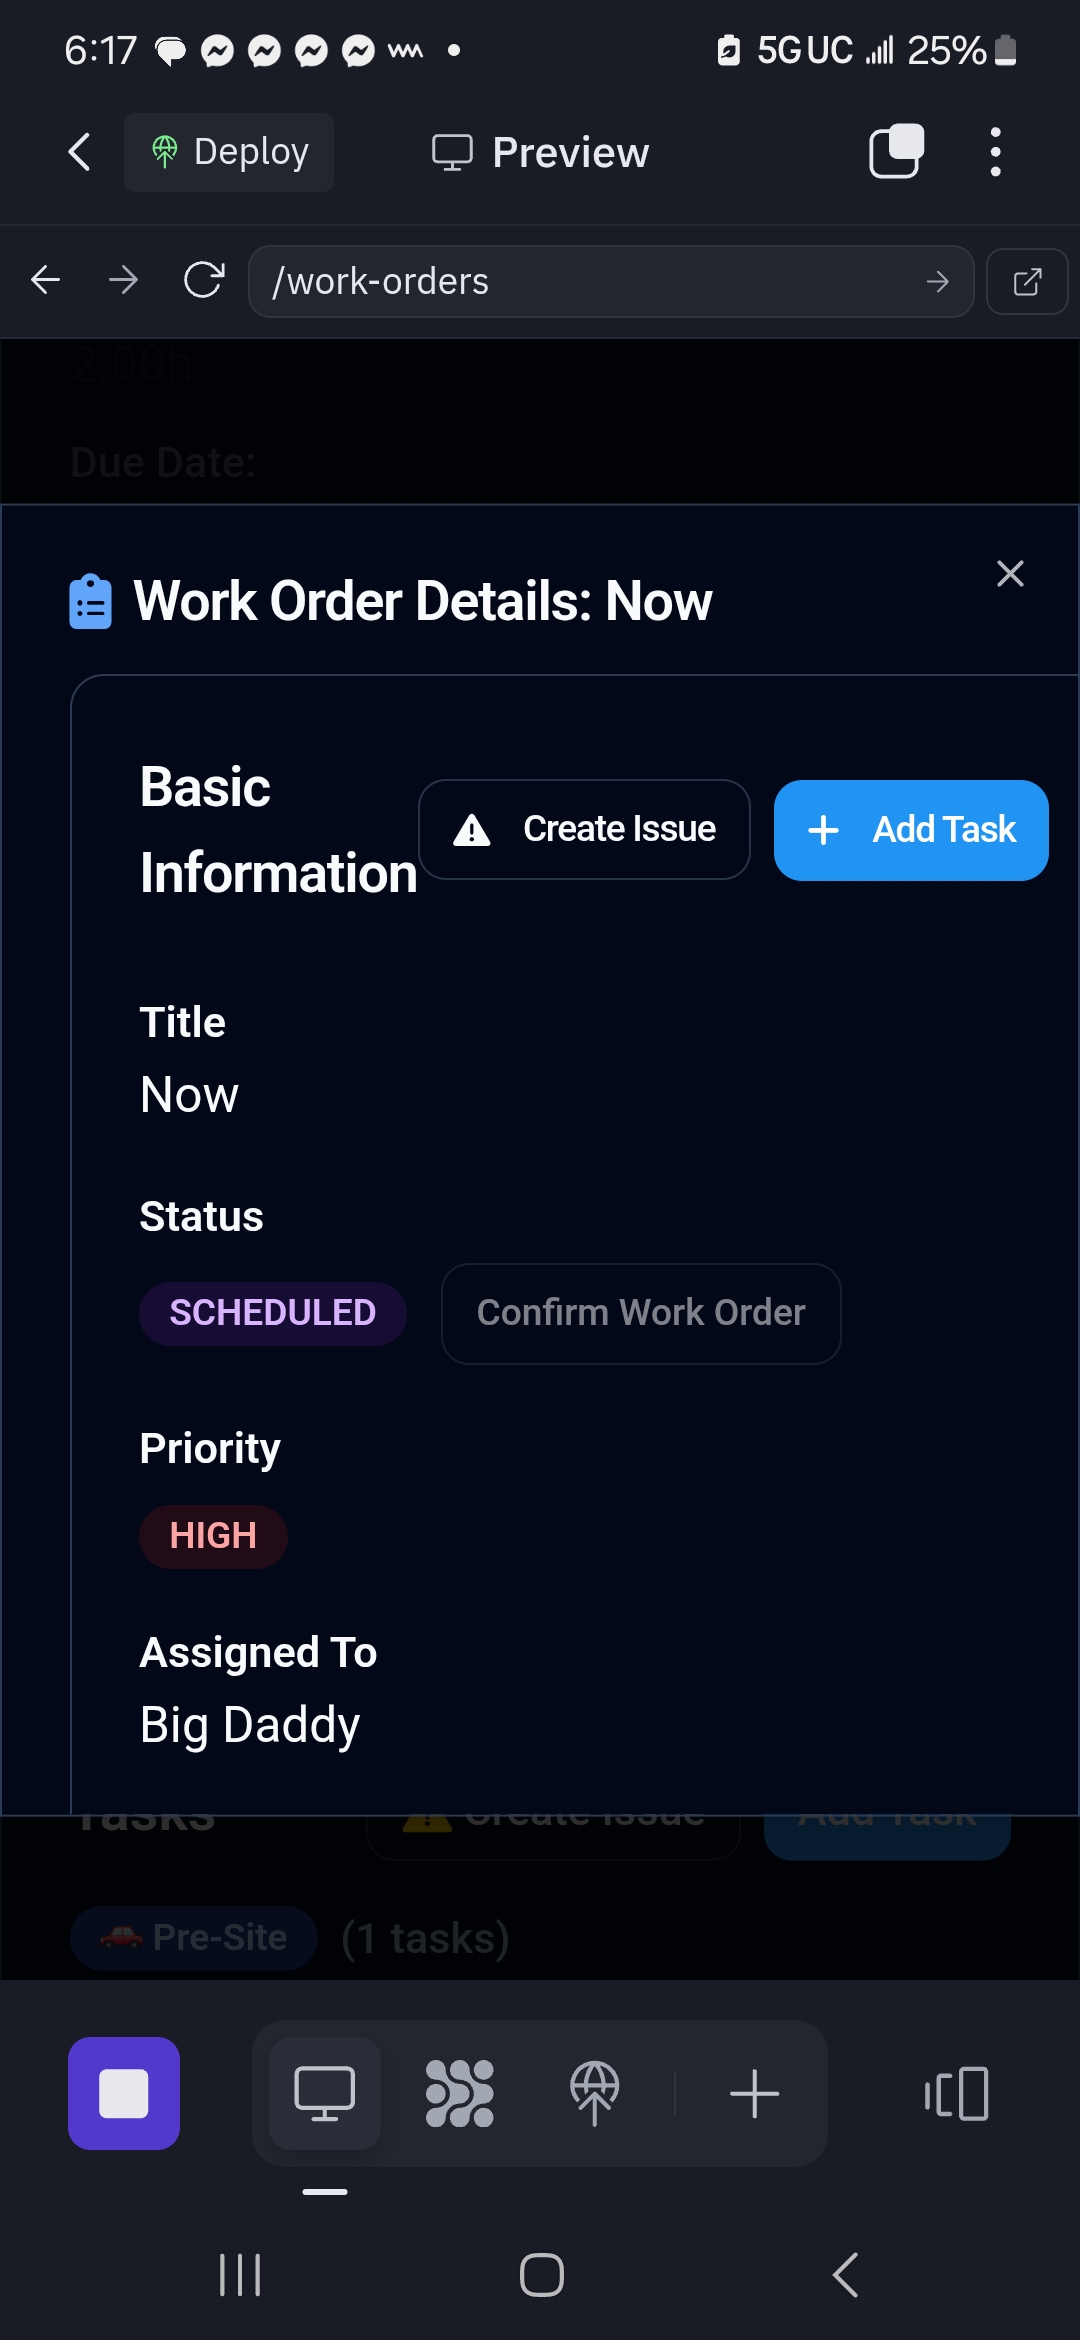 6:17
5G UC 25%
Deploy
Preview
/work-orders
2.00h
Due Date:
Work Order Details: Now
Basic
Information
Create Issue
Add Task
Title
Now
Status
SCHEDULED
Confirm Work Order
Priority
HIGH
Assigned To
Big Daddy
Tasks
Create Issue
Add Task
Pre-Site
(1 tasks)